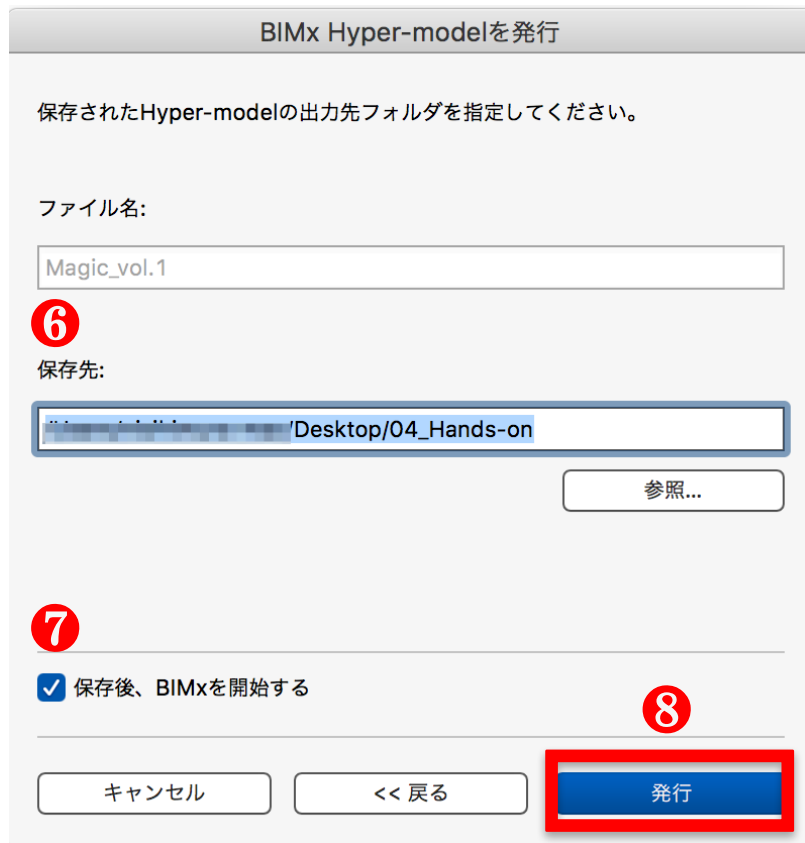 BIMx Hyper-modelを発行
保存されたHyper-modelの出力先フォルダを指定してください。
ファイル名:
Magic_vol.1
❻
保存先:
/Desktop/04_Hands-on
参照...
❼
保存後、BIMxを開始する
❽
キャンセル
<< 戻る
発行